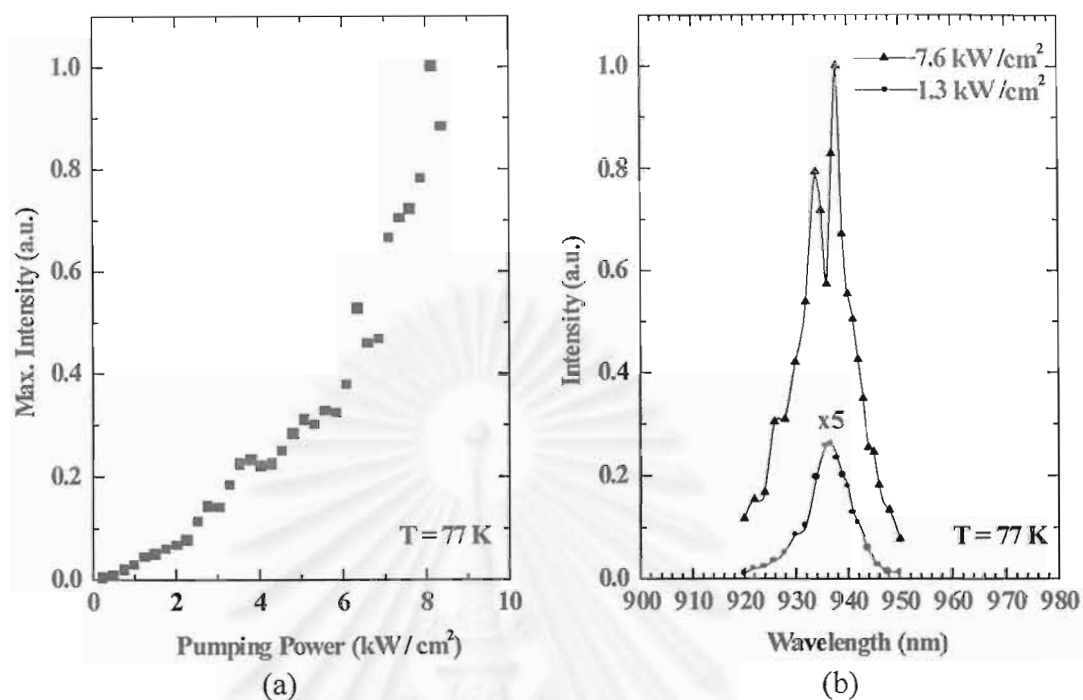 1.0
0.8
0.6
0.4
0.2
0.0
Max. Intensity (a.u.)
T = 77 K
0 2 4 6 8 10
Pumping Power (kW / cm²)
(a)
7.6 kW /cm²
1.3 kW /cm²
1.0
0.8
0.6
0.4
0.2
0.0
Intensity (a.u.)
x5
T = 77 K
900 910 920 930 940 950 960 970 980
Wavelength (nm)
(b)